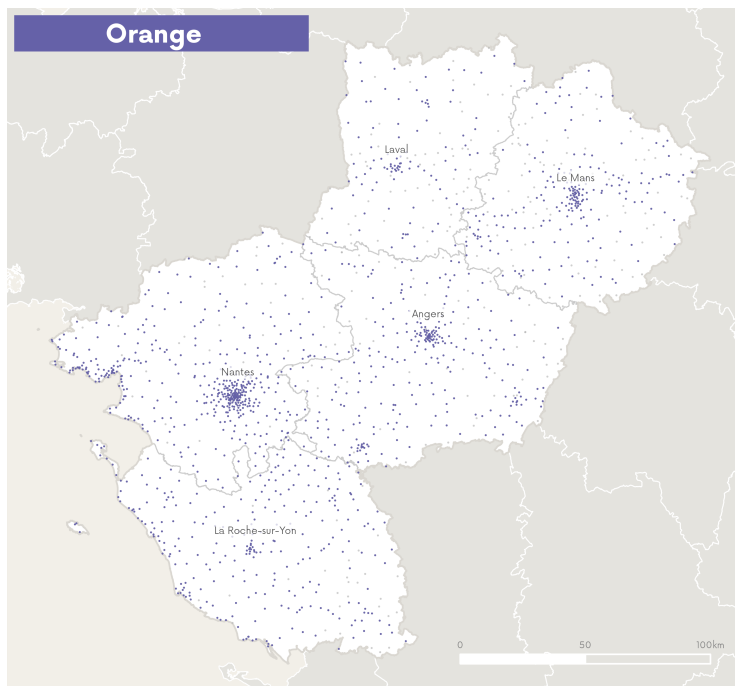 Orange
Laval
Le Mans
Angers
Nantes
La Roche-sur-Yon
0 50 100km